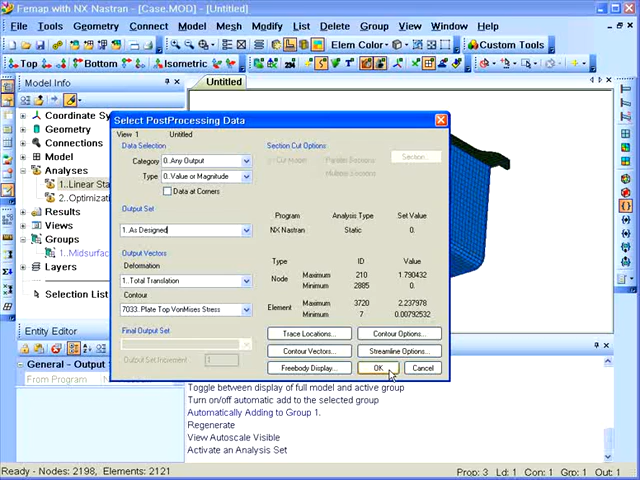 Femap with NX Nastran - [Case.MOD] - [Untitled]
File Tools Geometry Connect Model Mesh Modify List Delete Group View Window Help
Elem Color Custom Tools
Top Bottom
Model Info
Untitled
Coordinate Sy
Geometry
Connections
Model
Analyses
1..Linear Sta
2..Optimizatio
Results
Views
Groups
1..Midsurfac
Layers
Selection List
Entity Editor
General - Output
From Program
Select PostProcessing Data
View 1 Untitled
Data Selection
Category 0..Any Output
Type 0..Value or Magnitude
Data at Corners
Section Cut Options
Cut Model
Parallel Sections
Multiple Sections
Section...
Output Set
1..As Designed
Program Analysis Type Set Value
NX Nastran Static 0.
Output Vectors
Deformation
1..Total Translation
Contour
7033..Plate Top VonMises Stress
Type ID Value
Node Maximum 210 1.790432
Minimum 2885 0.
Element Maximum 3720 2.237978
Minimum 7 0.00792532
Final Output Set
Output Set Increment 1
Trace Locations... Contour Options...
Contour Vectors... Streamline Options...
Freebody Display... OK Cancel
Toggle between display of full model and active group
Turn on/off automatic add to the selected group
Automatically Adding to Group 1.
Regenerate
View Autoscale Visible
Activate an Analysis Set
Ready - Nodes: 2198, Elements: 2121
Prop: 3 Ld: 1 Con: 1 Grp: 1 Out: 1